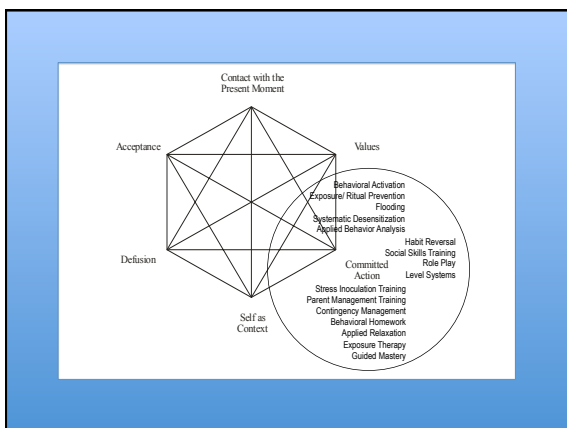 Contact with the
Present Moment
Acceptance
Values
Behavioral Activation
Exposure/ Ritual Prevention
Flooding
Systematic Desensitization
Applied Behavior Analysis
Habit Reversal
Social Skills Training
Role Play
Level Systems
Defusion
Committed
Action
Stress Inoculation Training
Parent Management Training
Contingency Management
Behavioral Homework
Applied Relaxation
Exposure Therapy
Guided Mastery
Self as
Context